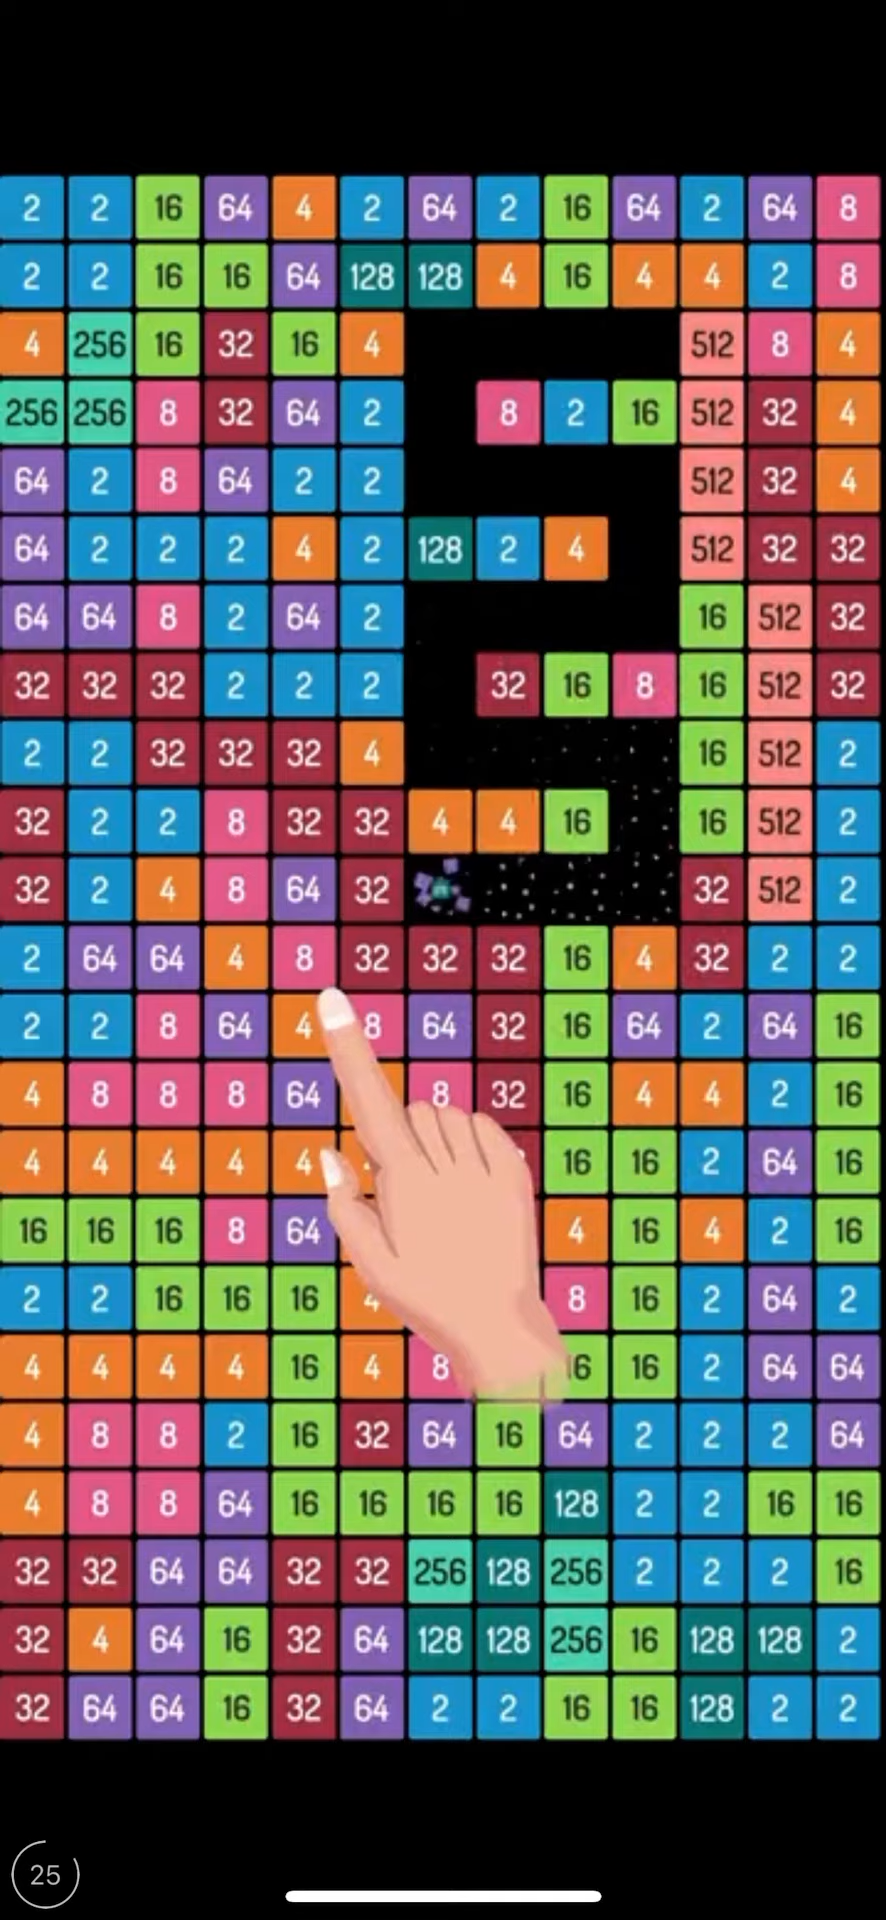 2 2 16 64 4 2 64 2 16 64 2 64 8
2 2 16 16 64 128 128 4 16 4 4 2 8
4 256 16 32 16 4 512 8 4
256 256 8 32 64 2 8 2 16 512 32 4
64 2 8 64 2 2 512 32 4
64 2 2 2 4 2 128 2 4 512 32 32
64 64 8 2 64 2 16 512 32
32 32 32 2 2 2 32 16 8 16 512 32
2 2 32 32 32 4 16 512 2
32 2 2 8 32 32 4 4 16 16 512 2
32 2 4 8 64 32 32 512 2
2 64 64 4 8 32 32 32 16 4 32 2 2
2 2 8 64 4 8 64 32 16 64 2 64 16
4 8 8 8 64 8 32 16 4 4 2 16
4 4 4 4 4 16 16 2 64 16
16 16 16 8 64 4 16 4 2 16
2 2 16 16 16 4 8 16 2 64 2
4 4 4 4 16 4 8 16 16 2 64 64
4 8 8 2 16 32 64 16 64 2 2 2 64
4 8 8 64 16 16 16 16 128 2 2 16 16
32 32 64 64 32 32 256 128 256 2 2 2 16
32 4 64 16 32 64 128 128 256 16 128 128 2
32 64 64 16 32 64 2 2 16 16 128 2 2
25